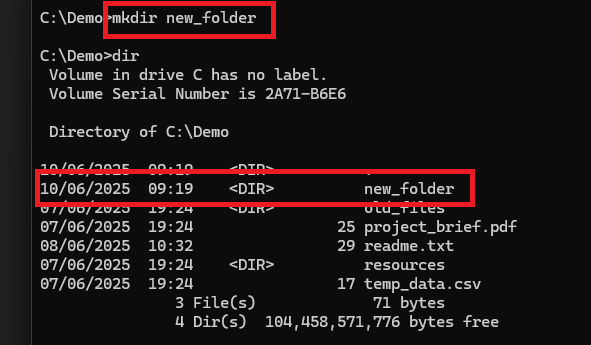 C:\Demo>mkdir new_folder
C:\Demo>dir
Volume in drive C has no label.
Volume Serial Number is 2A71-B6E6
Directory of C:\Demo
10/06/2025 09:19 <DIR> .
10/06/2025 09:19 <DIR> new_folder
07/06/2025 19:24 <DIR> old_files
07/06/2025 19:24 25 project_brief.pdf
08/06/2025 10:32 29 readme.txt
07/06/2025 19:24 <DIR> resources
07/06/2025 19:24 17 temp_data.csv
3 File(s) 71 bytes
4 Dir(s) 104,458,571,776 bytes free